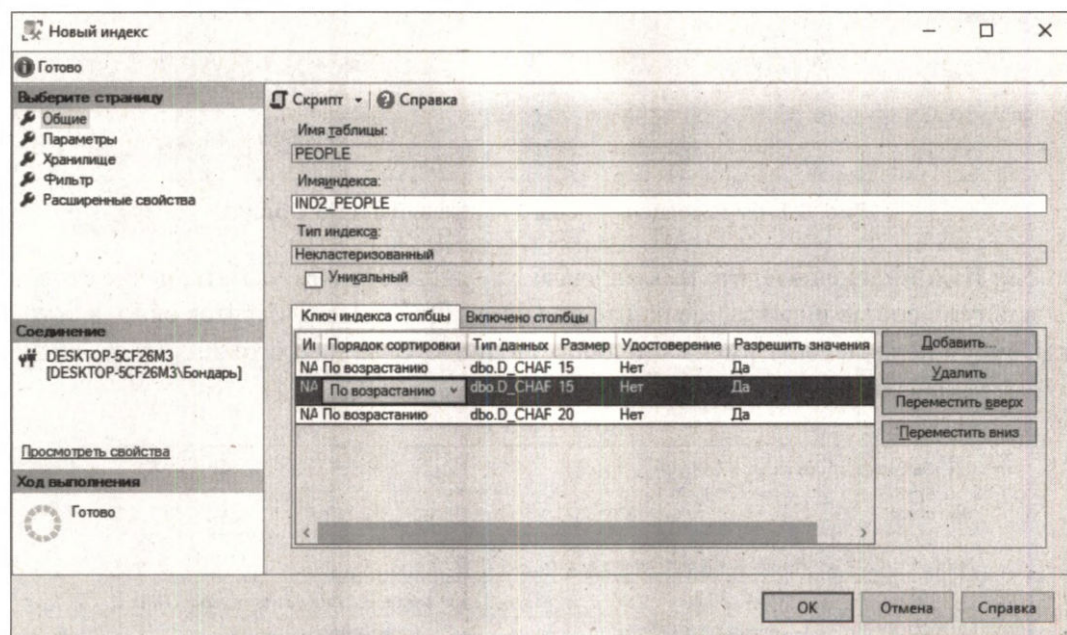 Новый индекс
Готово
Выберите страницу
Общие
Параметры
Хранилище
Фильтр
Расширенные свойства
Соединение
DESKTOP-5CF26M3
[DESKTOP-5CF26M3\Бондарь]
Просмотреть свойства
Ход выполнения
Готово
Скрипт Справка
Имя таблицы:
PEOPLE
Имяиндекса:
IND2_PEOPLE
Тип индекса:
Некластеризованный
Уникальный
Ключ индекса столбцы Включено столбцы
Порядок сортировки Тип данных Размер Удостоверение Разрешить значения
NA По возрастанию dbo.D_CHAF 15 Нет Да
NA По возрастанию dbo.D_CHAF 15 Нет Да
NA По возрастанию dbo.D_CHAF 20 Нет Да
Добавить...
Удалить
Переместить вверх
Переместить вниз
OK Отмена Справка